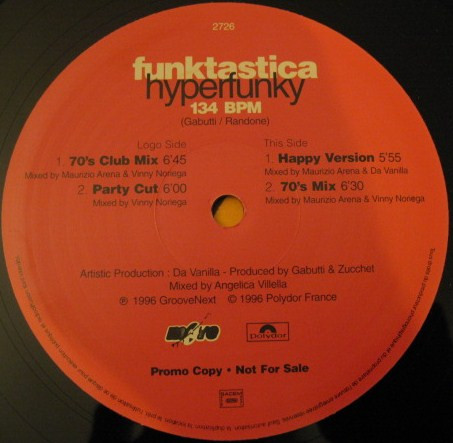 2726
funktastica
hyperfunky
134 BPM
(Gabutti / Randone)
Logo Side
1. 70's Club Mix 6'45
Mixed by Maurizio Arena & Vinny Noriega
2. Party Cut 6'00
Mixed by Vinny Noriega
This Side
1. Happy Version 5'55
Mixed by Maurizio Arena & Da Vanilla
2. 70's Mix 6'30
Mixed by Maurizio Arena & Vinny Noriega
Artistic Production : Da Vanilla - Produced by Gabutti & Zucchet
Mixed by Angelica Villella
℗ 1996 GrooveNext © 1996 Polydor France
Polydor
Promo Copy • Not For Sale
SACEM